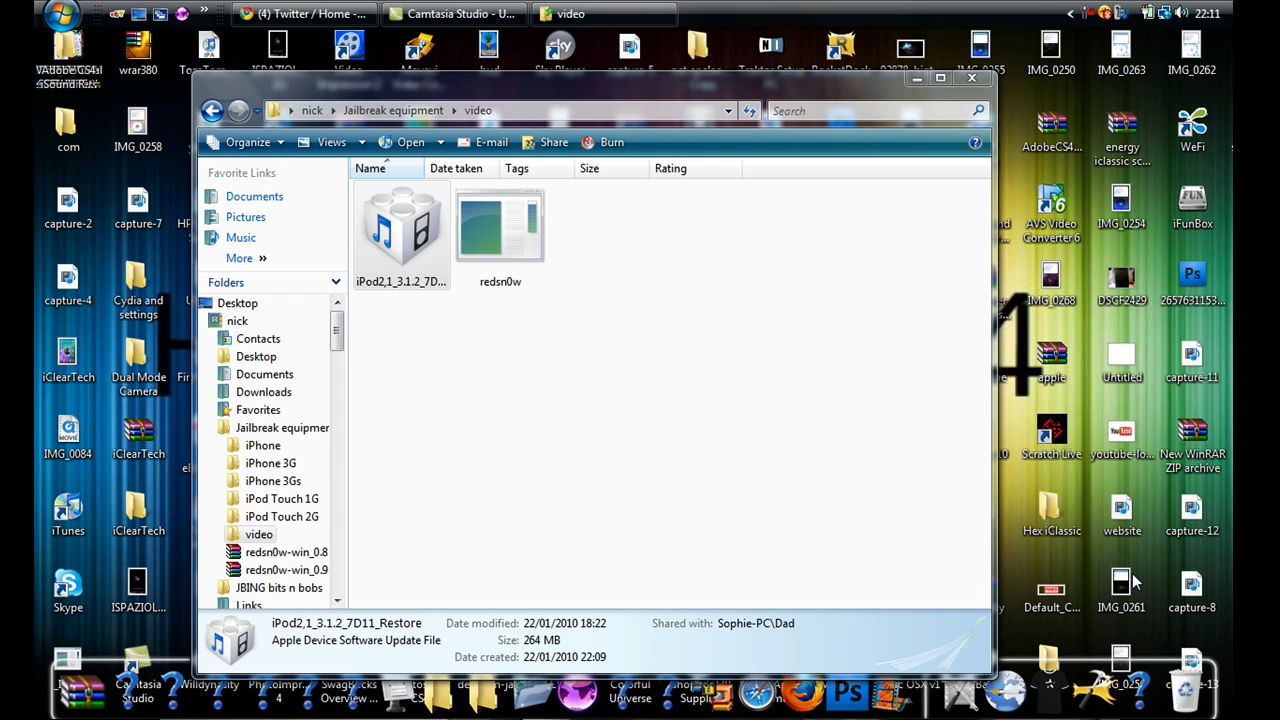 (4) Twitter / Home - ...
Camtasia Studio - U...
video
22:11
wrar380
Sky Player
RocketDock
IMG_0250
IMG_0263
IMG_0262
nick
Jailbreak equipment
video
Search
Organize
Views
Open
E-mail
Share
Burn
Favorite Links
Name
Date taken
Tags
Size
Rating
Documents
Pictures
Music
More »
Folders
Desktop
nick
Contacts
Desktop
Documents
Downloads
Favorites
Jailbreak equipmer
iPhone
iPhone 3G
iPhone 3Gs
iPod Touch 1G
iPod Touch 2G
video
redsn0w-win_0.8
redsn0w-win_0.9
JBING bits n bobs
Links
iPod2,1_3.1.2_7D...
redsn0w
iPod2,1_3.1.2_7D11_Restore
Apple Device Software Update File
Date modified: 22/01/2010 18:22
Size: 264 MB
Date created: 22/01/2010 22:09
Shared with: Sophie-PC\Dad
com
IMG_0258
capture-2
capture-7
capture-4
Cydia and settings
iClearTech
Dual Mode Camera
IMG_0084
iClearTech
iTunes
iClearTech
Skype
ISPAZIOL...
Camtasia Studio
AdobeCS4...
energy iclassic sc...
WeFi
AVS Video Converter 6
IMG_0254
iFunBox
IMG_0268
DSCF2429
2657631153...
apple
Untitled
capture-11
Scratch Live
youtube-lo...
New WinRAR ZIP archive
Hex iClassic
website
capture-12
Default_C...
IMG_0261
capture-8
capture-13
4